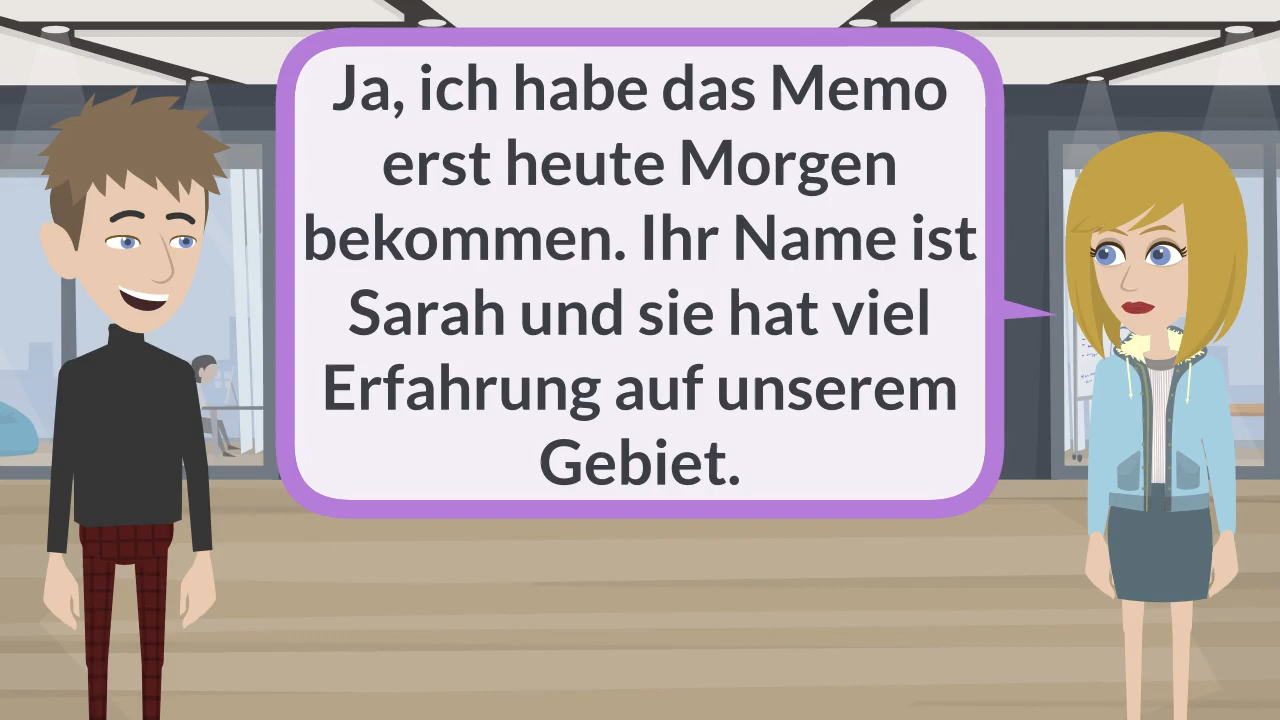 Ja, ich habe das Memo
erst heute Morgen
bekommen. Ihr Name ist
Sarah und sie hat viel
Erfahrung auf unserem
Gebiet.